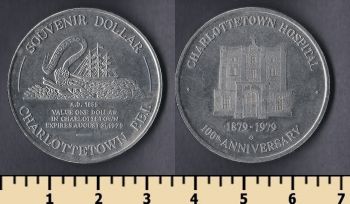 SOUVENIR DOLLAR
VALUE ONE DOLLAR
IN CHARLOTTETOWN
EXPIRES AUGUST 31, 1979
CHARLOTTETOWN P.E.I.
CHARLOTTETOWN HOSPITAL
1879-1979
100th ANNIVERSARY
1 2 3 4 5 6 7